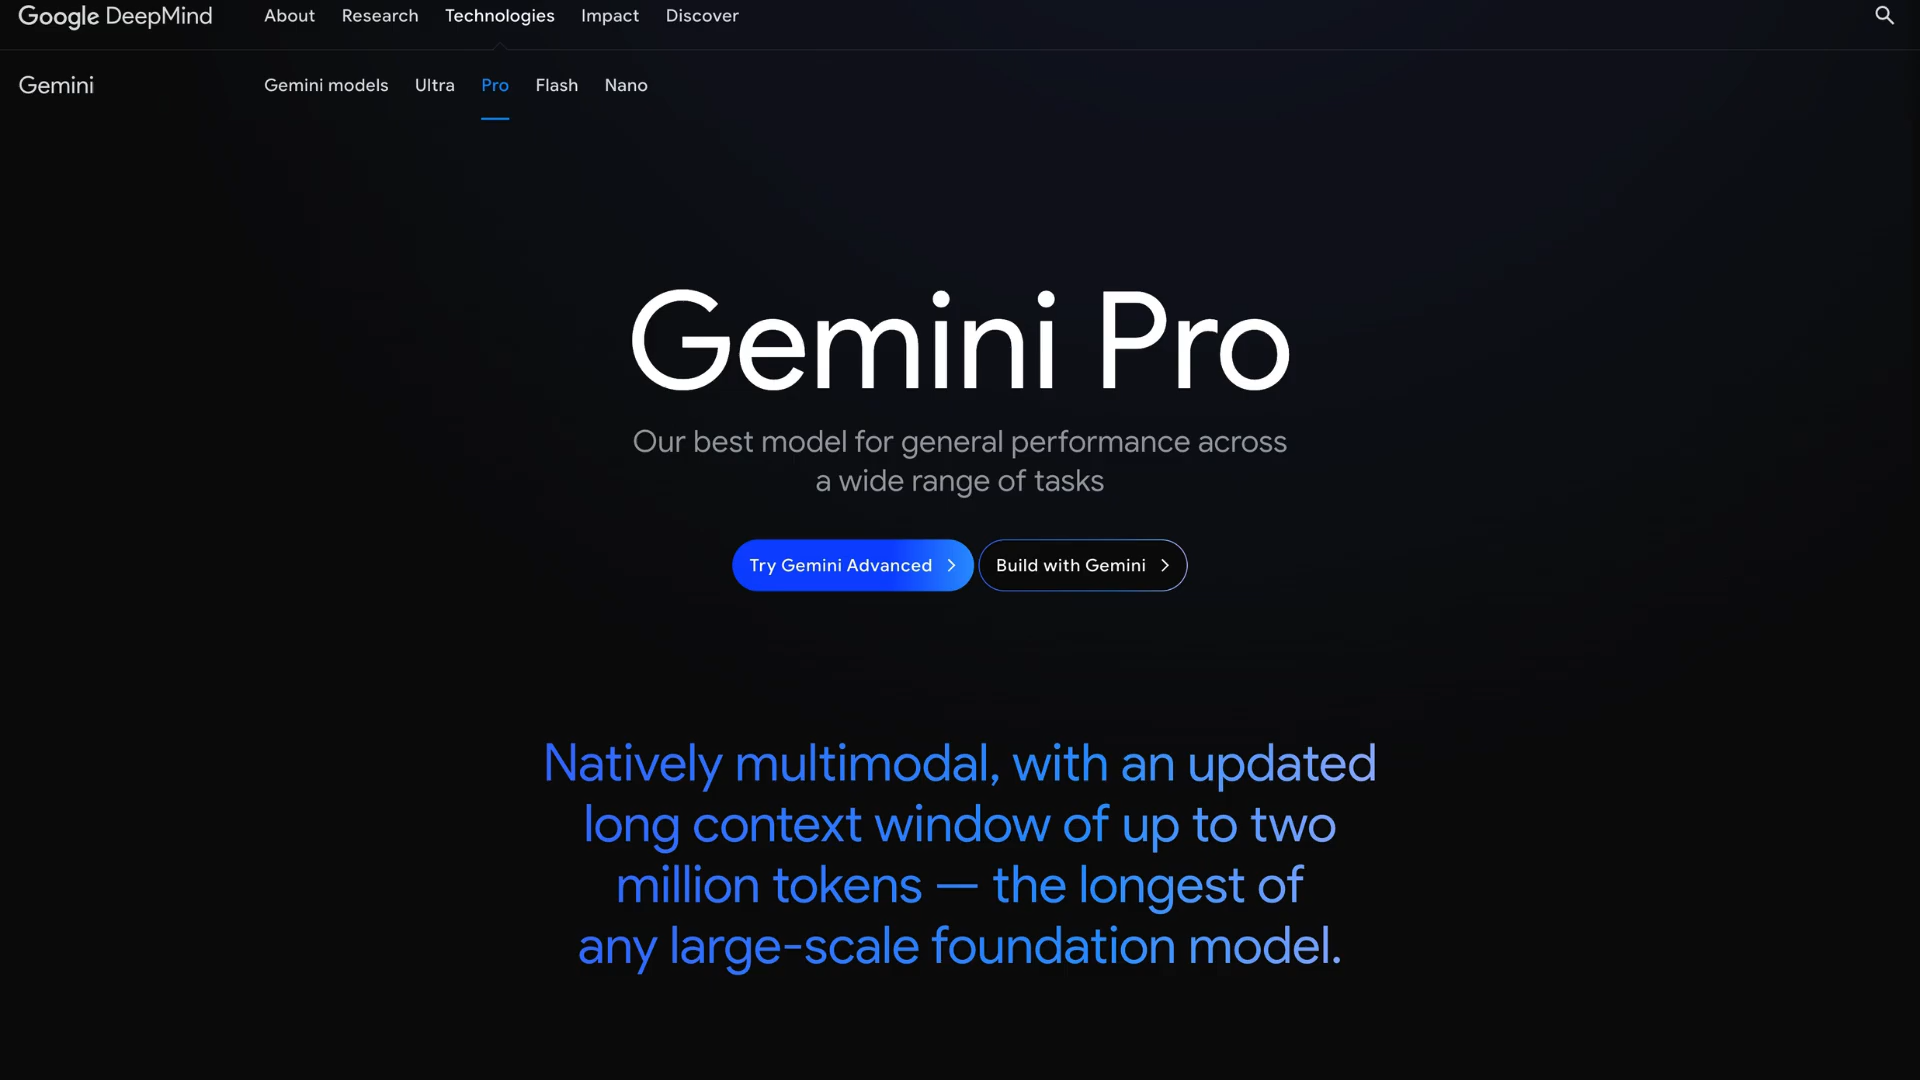 Google DeepMind About Research Technologies Impact Discover
Gemini Gemini models Ultra Pro Flash Nano
Gemini Pro
Our best model for general performance across
a wide range of tasks
Try Gemini Advanced Build with Gemini
Natively multimodal, with an updated
long context window of up to two
million tokens — the longest of
any large-scale foundation model.